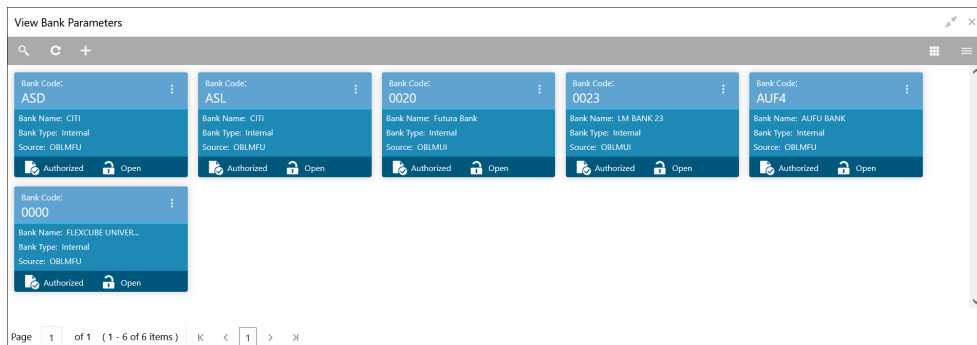 View Bank Parameters
Bank Code:
ASD
Bank Name: CITI
Bank Type: Internal
Source: OBLMFU
Authorized Open
Bank Code:
ASL
Bank Name: CITI
Bank Type: Internal
Source: OBLMFU
Authorized Open
Bank Code:
0020
Bank Name: Futura Bank
Bank Type: Internal
Source: OBLMUI
Authorized Open
Bank Code:
0023
Bank Name: LM BANK 23
Bank Type: Internal
Source: OBLMUI
Authorized Open
Bank Code:
AUF4
Bank Name: AUFU BANK
Bank Type: Internal
Source: OBLMFU
Authorized Open
Bank Code:
0000
Bank Name: FLEXCUBE UNIVER...
Bank Type: Internal
Source: OBLMFU
Authorized Open
Page 1 of 1 ( 1 - 6 of 6 items ) 1